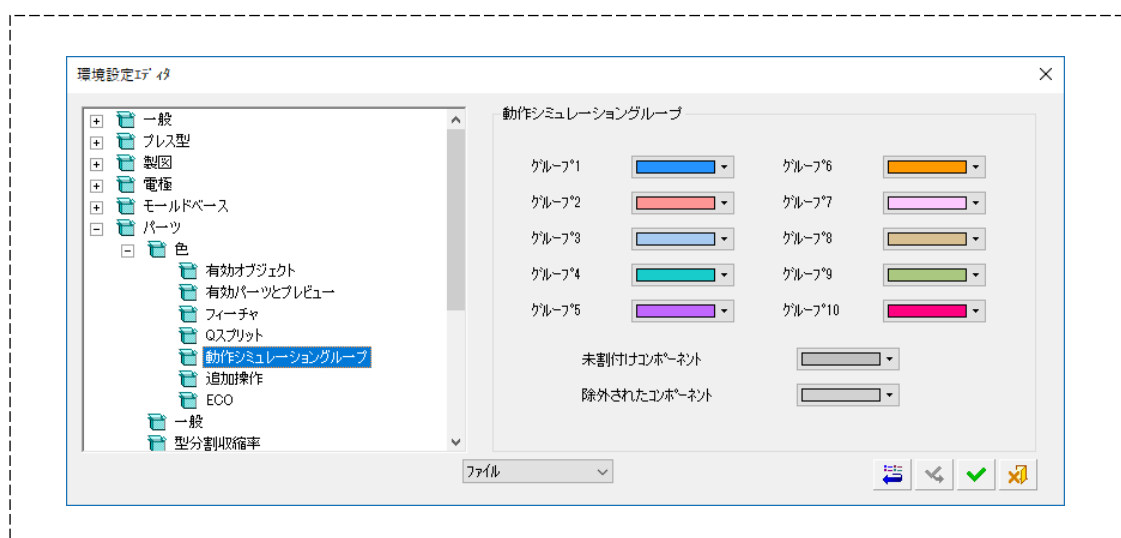 環境設定ｴﾃﾞｨﾀ
一般
プレス型
製図
電極
モールドベース
パーツ
色
有効オブジェクト
有効パーツとプレビュー
フィーチャ
Qスプリット
動作シミュレーショングループ
追加操作
ECO
一般
型分割収縮率
動作シミュレーショングループ
ｸﾞﾙｰﾌﾟ1
ｸﾞﾙｰﾌﾟ6
ｸﾞﾙｰﾌﾟ2
ｸﾞﾙｰﾌﾟ7
ｸﾞﾙｰﾌﾟ3
ｸﾞﾙｰﾌﾟ8
ｸﾞﾙｰﾌﾟ4
ｸﾞﾙｰﾌﾟ9
ｸﾞﾙｰﾌﾟ5
ｸﾞﾙｰﾌﾟ10
未割付けｺﾝﾎﾟｰﾈﾝﾄ
除外されたｺﾝﾎﾟｰﾈﾝﾄ
ﾌｧｲﾙ